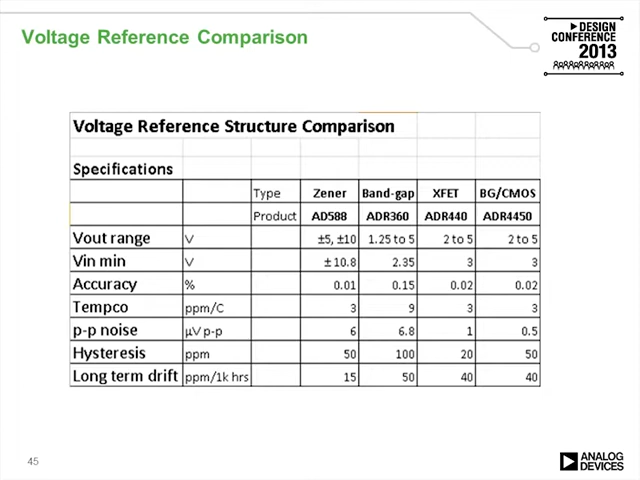 Voltage Reference Comparison
DESIGN
CONFERENCE
2013
Voltage Reference Structure Comparison
Specifications
Type Zener Band-gap XFET BG/CMOS
Product AD588 ADR360 ADR440 ADR4450
Vout range V ±5, ±10 1.25 to 5 2 to 5 2 to 5
Vin min V ± 10.8 2.35 3 3
Accuracy % 0.01 0.15 0.02 0.02
Tempco ppm/C 3 9 3 3
p-p noise µV p-p 6 6.8 1 0.5
Hysteresis ppm 50 100 20 50
Long term drift ppm/1k hrs 15 50 40 40
45
ANALOG
DEVICES